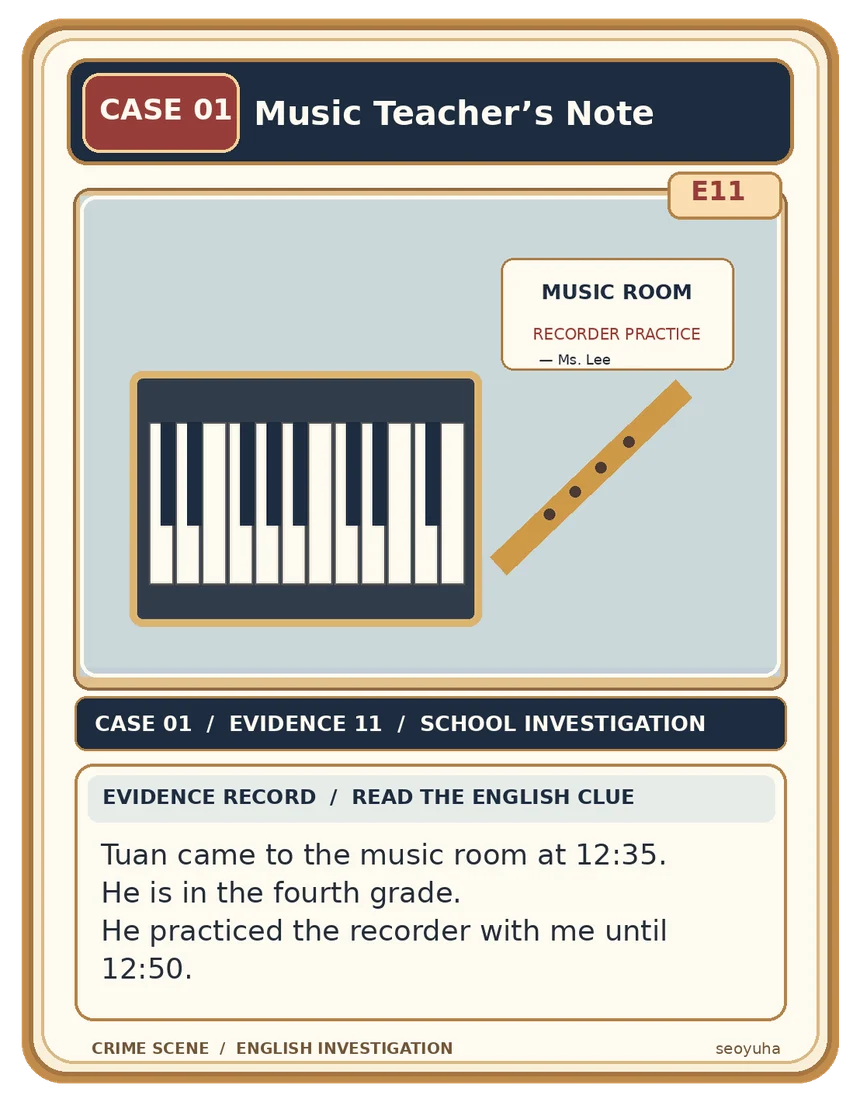 CASE 01 Music Teacher’s Note
E11
MUSIC ROOM
RECORDER PRACTICE
— Ms. Lee
CASE 01 / EVIDENCE 11 / SCHOOL INVESTIGATION
EVIDENCE RECORD / READ THE ENGLISH CLUE
Tuan came to the music room at 12:35.
He is in the fourth grade.
He practiced the recorder with me until
12:50.
CRIME SCENE / ENGLISH INVESTIGATION
seoyuha